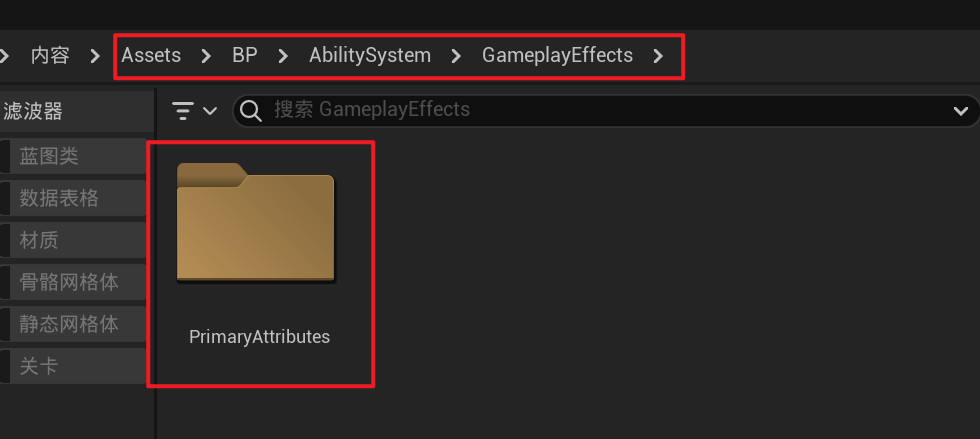 内容 Assets BP AbilitySystem GameplayEffects
滤波器
搜索 GameplayEffects
蓝图类
数据表格
材质
骨骼网格体
静态网格体
关卡
PrimaryAttributes